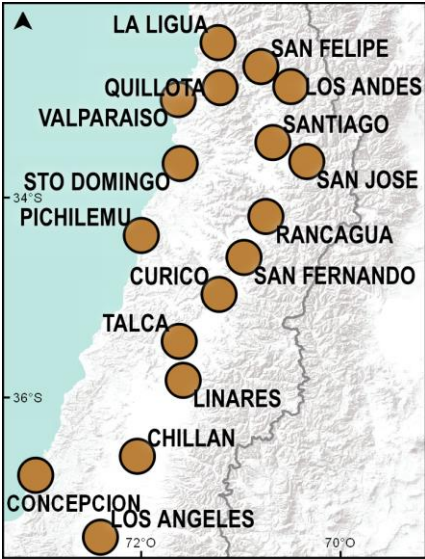 LA LIGUA
SAN FELIPE
QUILLOTA
LOS ANDES
VALPARAISO
SANTIAGO
STO DOMINGO
SAN JOSE
34°S
PICHILEMU
RANCAGUA
CURICO
SAN FERNANDO
TALCA
36°S
LINARES
CHILLAN
CONCEPCION
LOS ANGELES
72°O
70°O